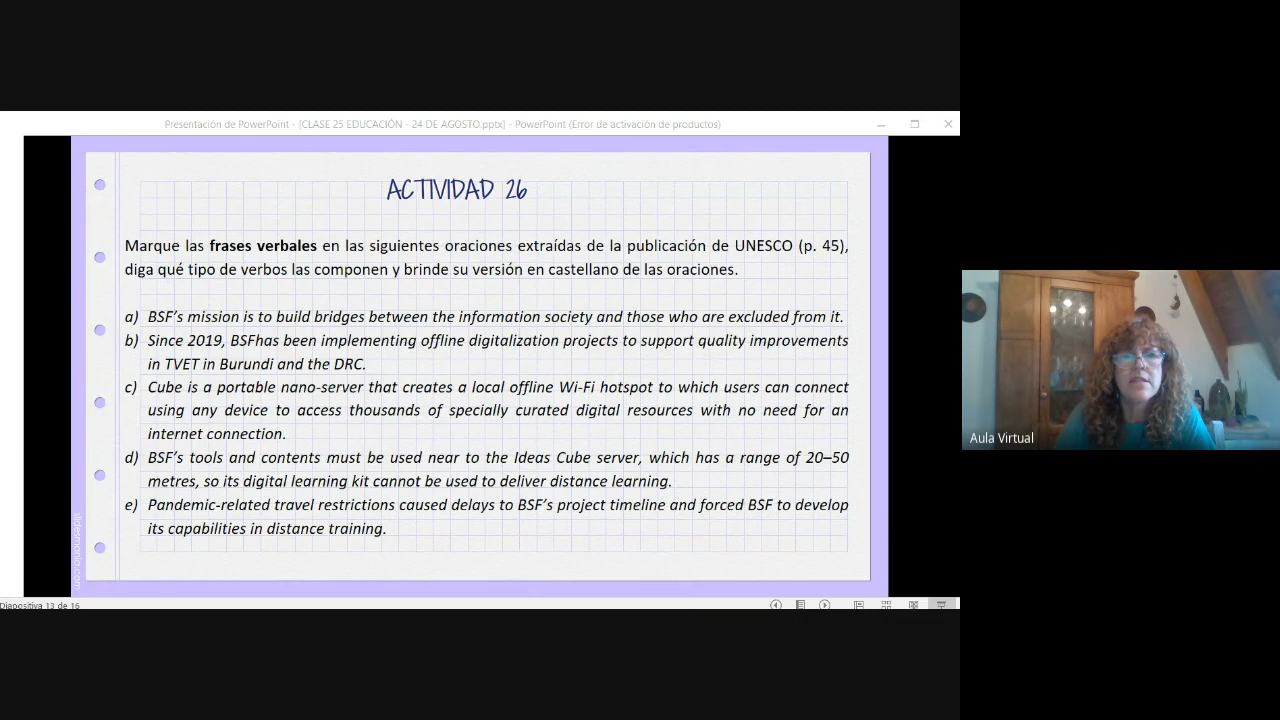 Presentación de PowerPoint - [CLASE 25 EDUCACIÓN - 24 DE AGOSTO.pptx] - PowerPoint (Error de activación de productos)
ACTIVIDAD 26
Marque las frases verbales en las siguientes oraciones extraídas de la publicación de UNESCO (p. 45),
diga qué tipo de verbos las componen y brinde su versión en castellano de las oraciones.
a) BSF's mission is to build bridges between the information society and those who are excluded from it.
b) Since 2019, BSFhas been implementing offline digitalization projects to support quality improvements
in TVET in Burundi and the DRC.
c) Cube is a portable nano-server that creates a local offline Wi-Fi hotspot to which users can connect
using any device to access thousands of specially curated digital resources with no need for an
internet connection.
d) BSF's tools and contents must be used near to the Ideas Cube server, which has a range of 20–50
metres, so its digital learning kit cannot be used to deliver distance learning.
e) Pandemic-related travel restrictions caused delays to BSF's project timeline and forced BSF to develop
its capabilities in distance training.
slidesmania.com
Diapositiva 13 de 16
Aula Virtual